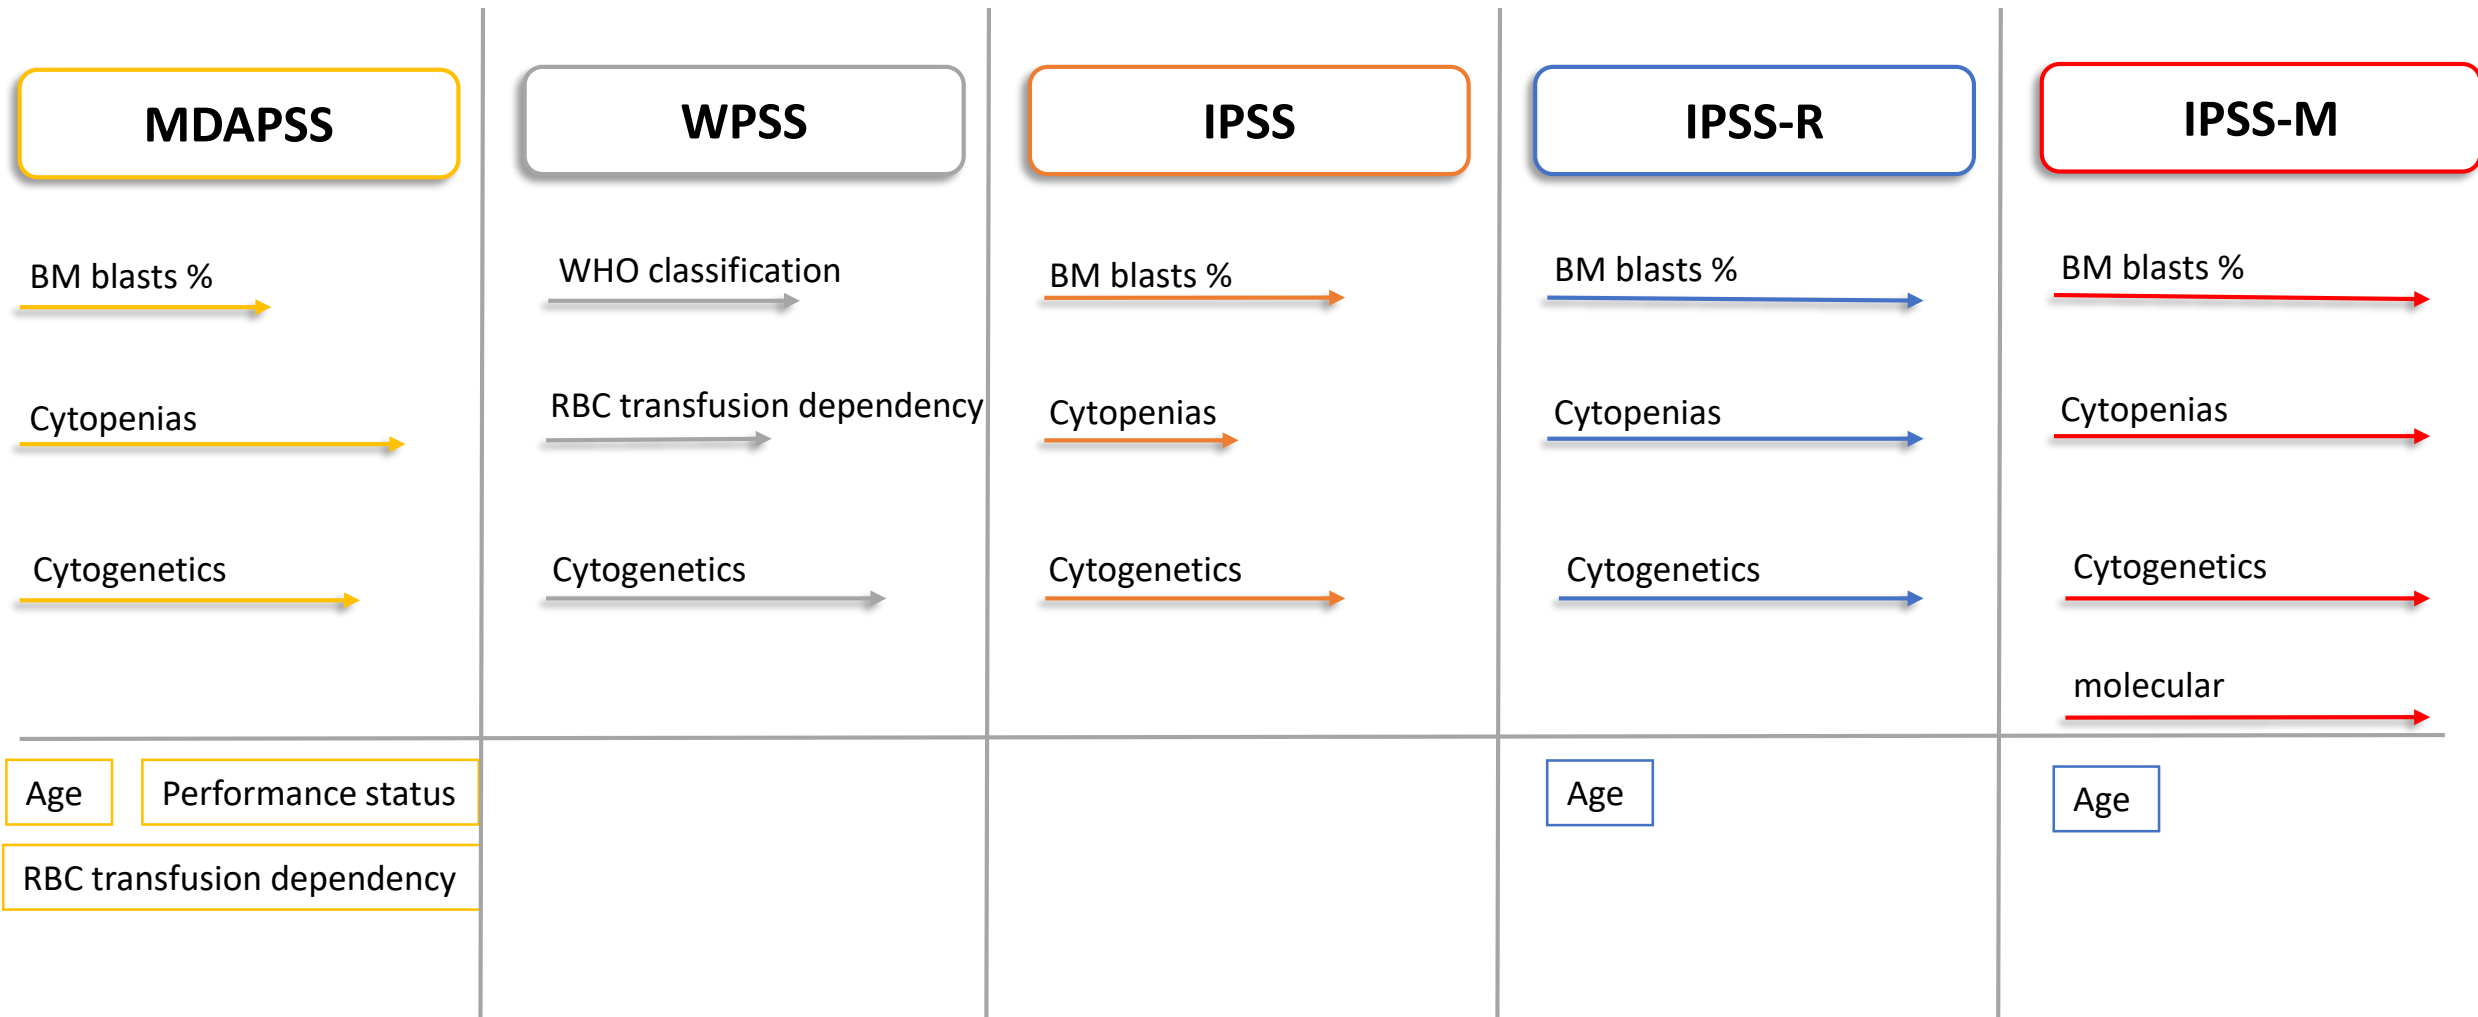 MDAPSS
WPSS
IPSS
IPSS-R
IPSS-M
BM blasts %
WHO classification
BM blasts %
BM blasts %
BM blasts %
Cytopenias
RBC transfusion dependency
Cytopenias
Cytopenias
Cytopenias
Cytogenetics
Cytogenetics
Cytogenetics
Cytogenetics
Cytogenetics
molecular
Age
Performance status
Age
Age
RBC transfusion dependency